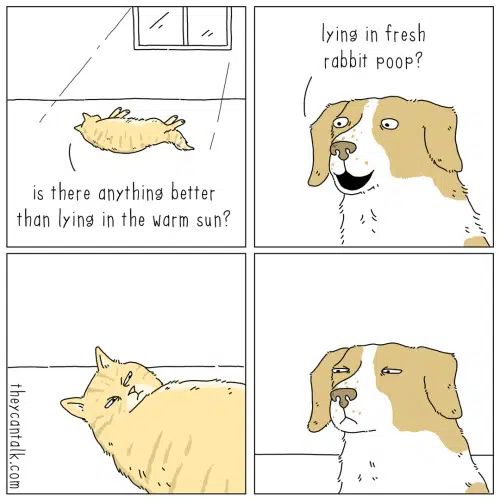 is there anything better
than lying in the warm sun?
lying in fresh
rabbit poop?
theycantalk.com